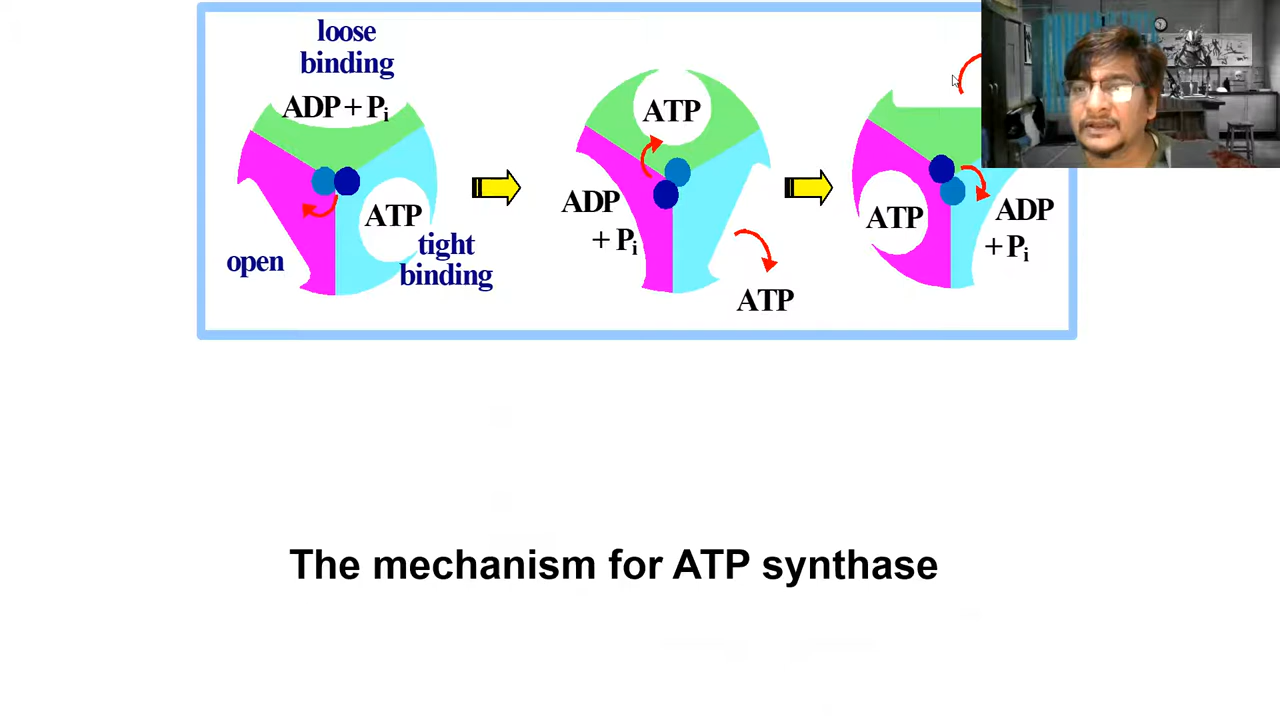 loose
binding
ADP + Pi
open
ATP
tight
binding
ATP
ADP
+ Pi
ATP
ATP
ADP
+ Pi
The mechanism for ATP synthase